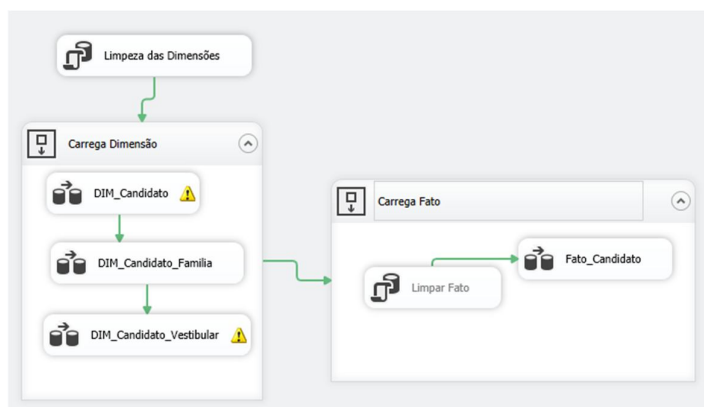 Limpeza das Dimensões
Carrega Dimensão
DIM_Candidato
DIM_Candidato_Familia
DIM_Candidato_Vestibular
Carrega Fato
Fato_Candidato
Limpar Fato